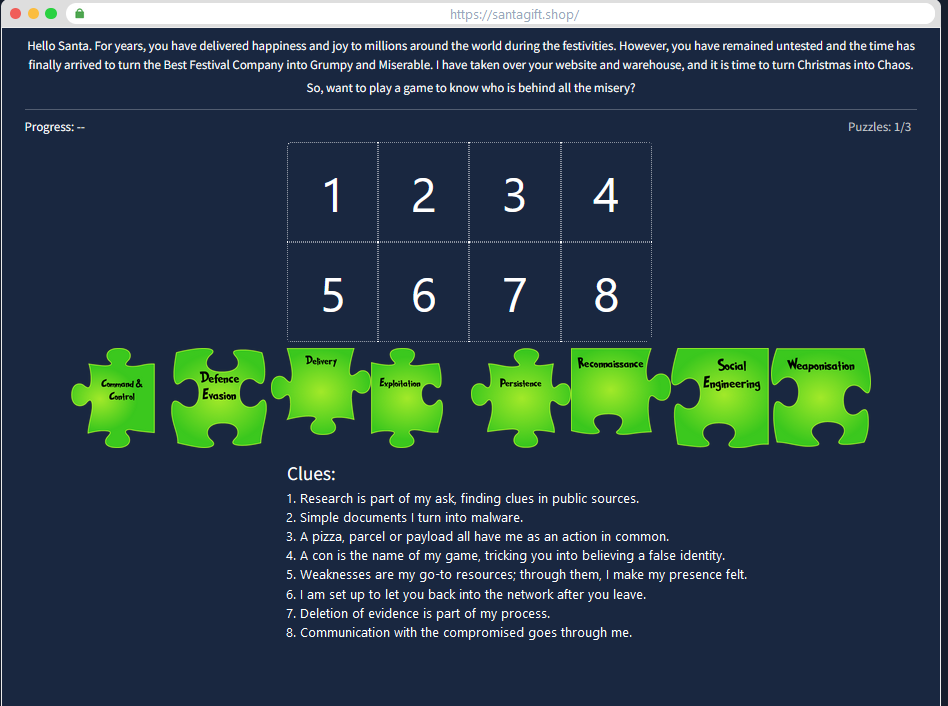 https://santagift.shop/
Hello Santa. For years, you have delivered happiness and joy to millions around the world during the festivities. However, you have remained untested and the time has
finally arrived to turn the Best Festival Company into Grumpy and Miserable. I have taken over your website and warehouse, and it is time to turn Christmas into Chaos.
So, want to play a game to know who is behind all the misery?
Progress: --
Puzzles: 1/3
1 2 3 4
5 6 7 8
Command &
Control
Defence
Evasion
Delivery
Exploitation
Persistence
Reconnaissance
Social
Engineering
Weaponisation
Clues:
1. Research is part of my ask, finding clues in public sources.
2. Simple documents I turn into malware.
3. A pizza, parcel or payload all have me as an action in common.
4. A con is the name of my game, tricking you into believing a false identity.
5. Weaknesses are my go-to resources; through them, I make my presence felt.
6. I am set up to let you back into the network after you leave.
7. Deletion of evidence is part of my process.
8. Communication with the compromised goes through me.